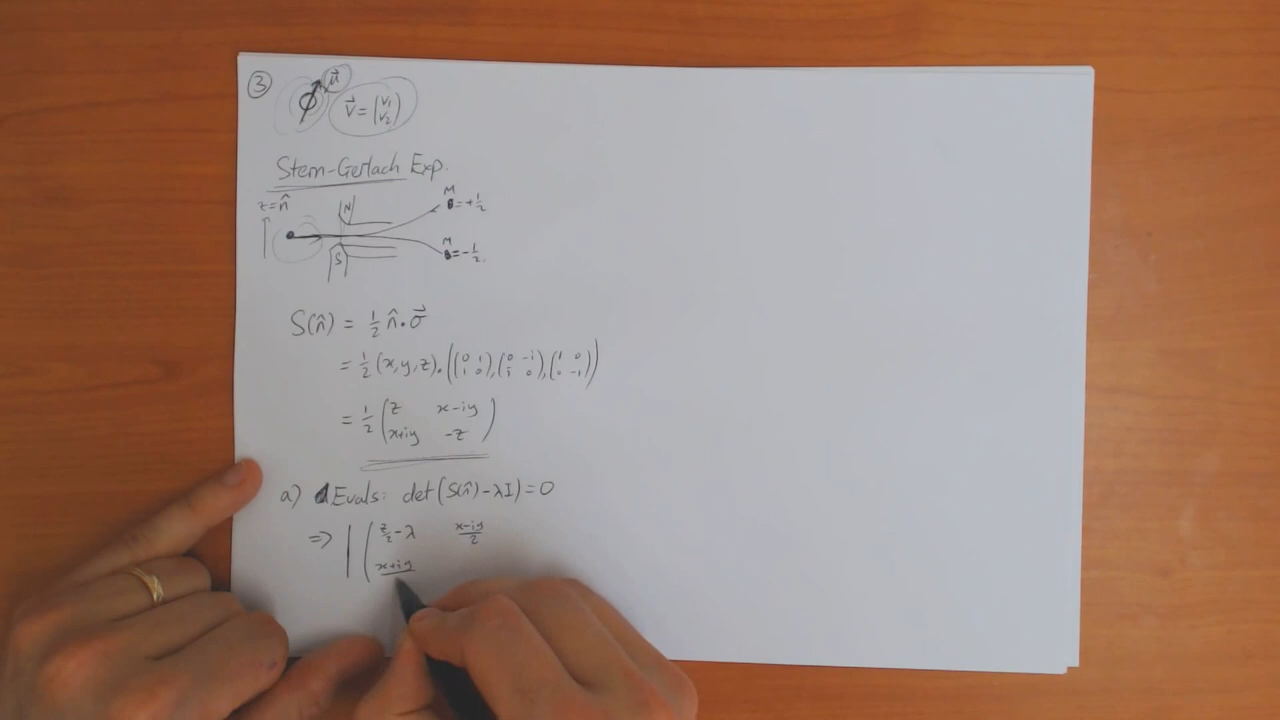 ③ μ⃗ v⃗ = (v₁ v₂)
Stern-Gerlach Exp.
z = n̂ N M = +1/2
S M = -1/2
S(n̂) = 1/2 n̂ · σ⃗
= 1/2 (x, y, z) · ((0 1 1 0), (0 -i i 0), (1 0 0 -1))
= 1/2 (z x-iy x+iy -z)
a) Evals: det(S(n̂) - λI) = 0
⇒ |( z/2 - λ x-iy/2
x+iy